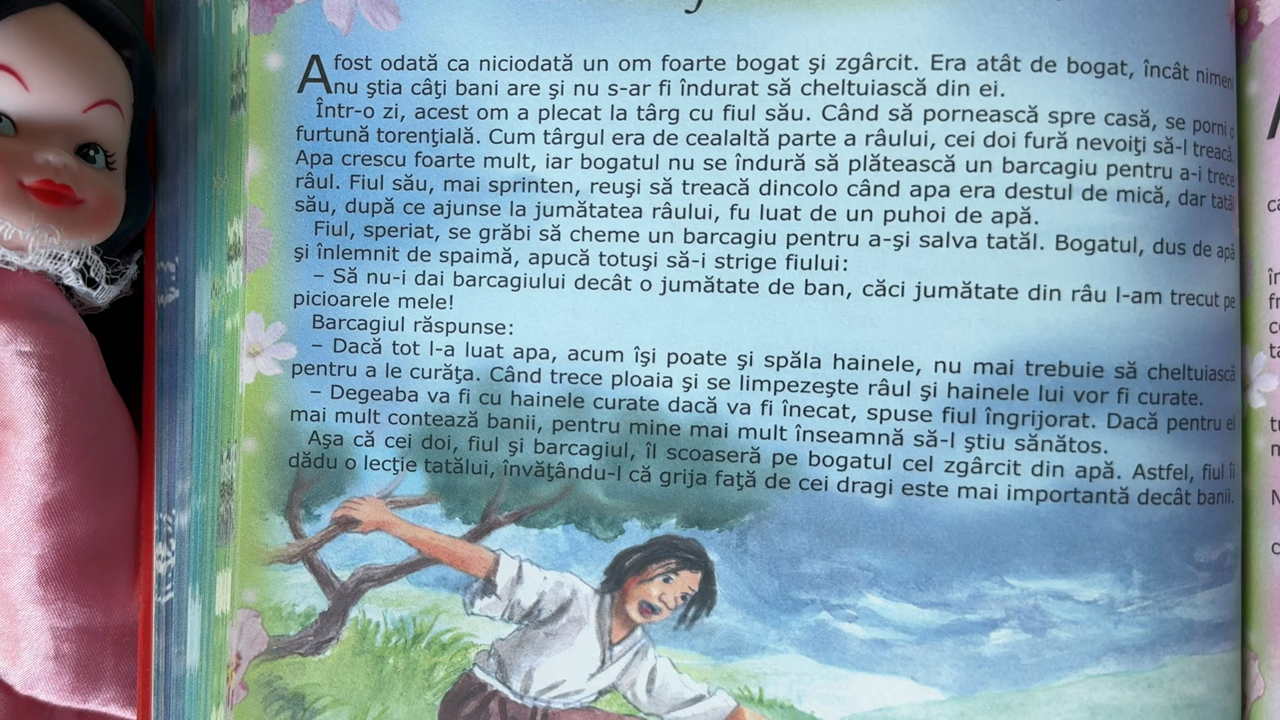 A fost odată ca niciodată un om foarte bogat şi zgârcit. Era atât de bogat, încât nimeni
nu ştia câţi bani are şi nu s-ar fi îndurat să cheltuiască din ei.
Într-o zi, acest om a plecat la târg cu fiul său. Când să pornească spre casă, se porni o
furtună torenţială. Cum târgul era de cealaltă parte a râului, cei doi fură nevoiţi să-l treacă.
Apa crescu foarte mult, iar bogatul nu se îndură să plătească un barcagiu pentru a-i trece
râul. Fiul său, mai sprinten, reuşi să treacă dincolo când apa era destul de mică, dar tatăl
său, după ce ajunse la jumătatea râului, fu luat de un puhoi de apă.
Fiul, speriat, se grăbi să cheme un barcagiu pentru a-şi salva tatăl. Bogatul, dus de apă
şi înlemnit de spaimă, apucă totuşi să-i strige fiului:
– Să nu-i dai barcagiului decât o jumătate de ban, căci jumătate din râu l-am trecut pe
picioarele mele!
Barcagiul răspunse:
– Dacă tot l-a luat apa, acum îşi poate şi spăla hainele, nu mai trebuie să cheltuiască
pentru a le curăţa. Când trece ploaia şi se limpezeşte râul şi hainele lui vor fi curate.
– Degeaba va fi cu hainele curate dacă va fi înecat, spuse fiul îngrijorat. Dacă pentru el
mai mult contează banii, pentru mine mai mult înseamnă să-l ştiu sănătos.
Aşa că cei doi, fiul şi barcagiul, îl scoaseră pe bogatul cel zgârcit din apă. Astfel, fiul îi
dădu o lecţie tatălui, învăţându-l că grija faţă de cei dragi este mai importantă decât banii.